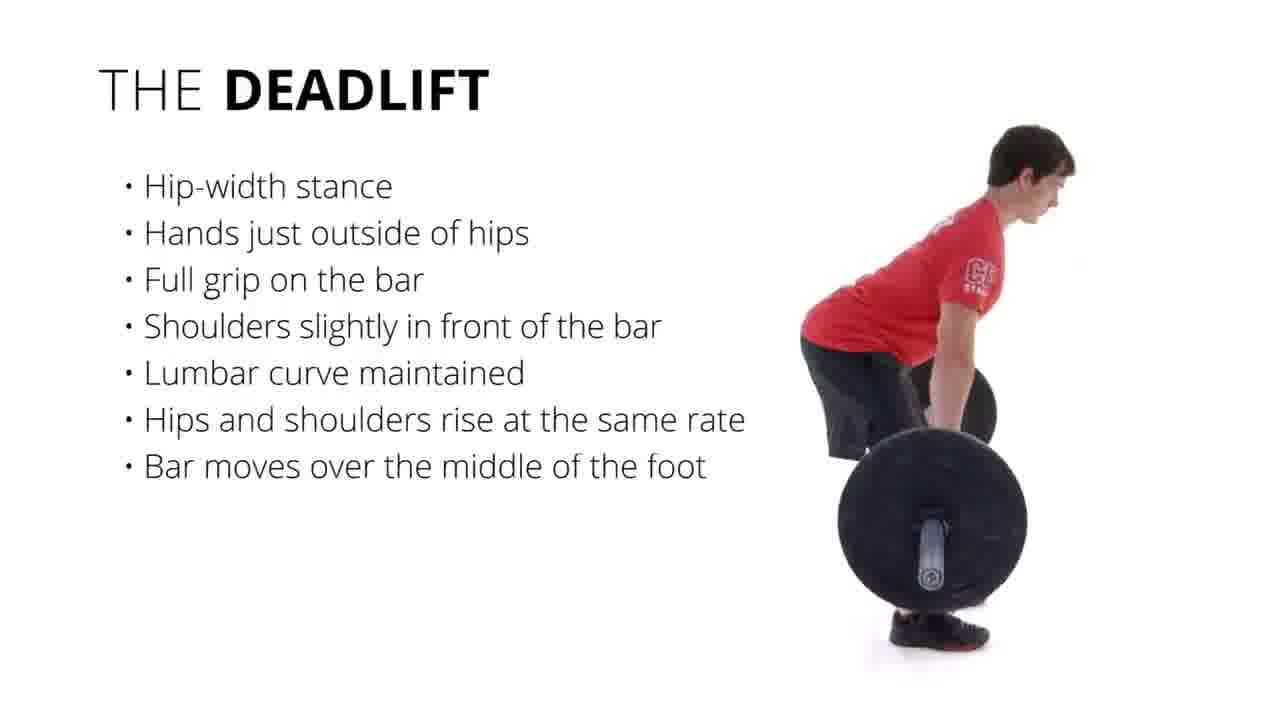 THE DEADLIFT
• Hip-width stance
• Hands just outside of hips
• Full grip on the bar
• Shoulders slightly in front of the bar
• Lumbar curve maintained
• Hips and shoulders rise at the same rate
• Bar moves over the middle of the foot